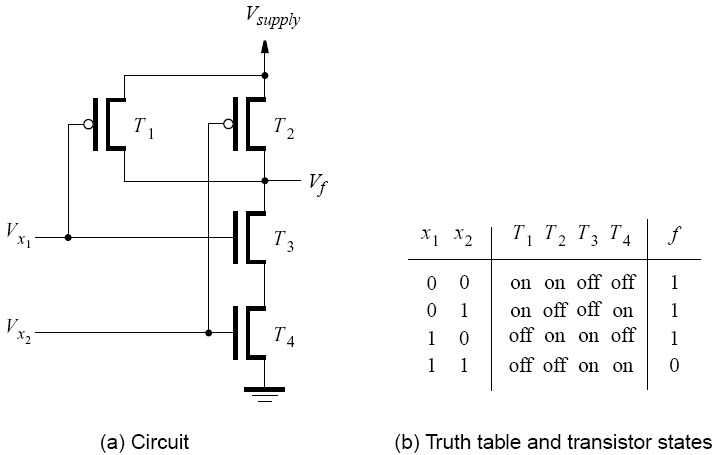 V_supply
T_1
T_2
V_f
V_x_1
T_3
V_x_2
T_4
x_1 x_2 T_1 T_2 T_3 T_4 f
0 0 on on off off 1
0 1 on off off on 1
1 0 off on on off 1
1 1 off off on on 0
(a) Circuit
(b) Truth table and transistor states